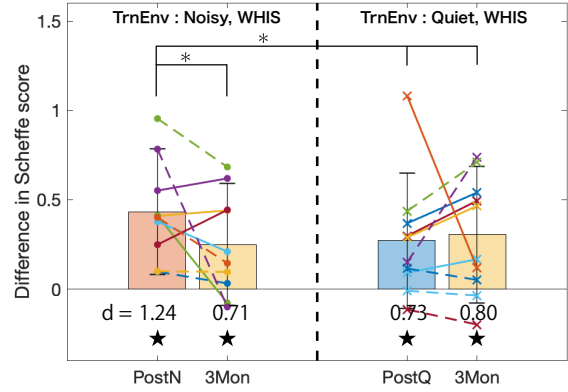 TrnEnv : Noisy, WHIS TrnEnv : Quiet, WHIS
1.5
1
0.5
0
Difference in Scheffe score
*
*
d = 1.24 0.71 0.73 0.80
★ ★ ★ ★
PostN 3Mon PostQ 3Mon